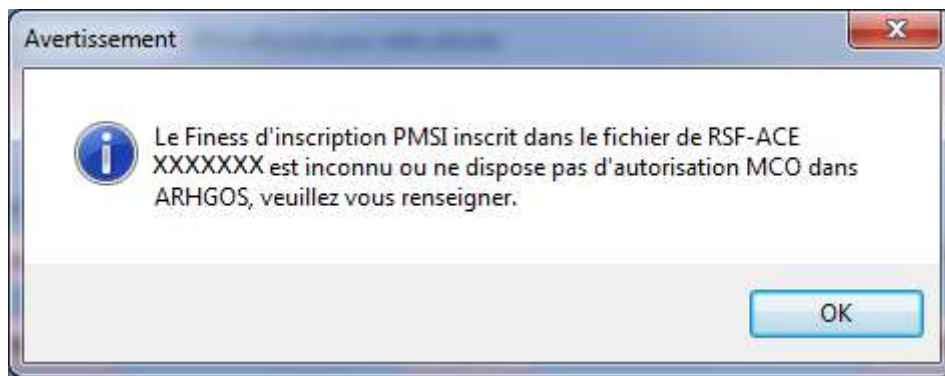 Avertissement
Le Finess d'inscription PMSI inscrit dans le fichier de RSF-ACE
XXXXXXX est inconnu ou ne dispose pas d'autorisation MCO dans
ARHGOS, veuillez vous renseigner.
OK